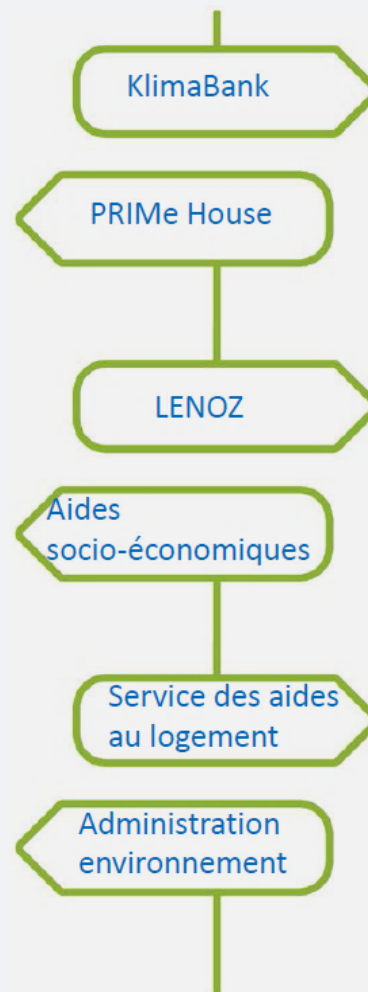 KlimaBank
PRIMe House
LENOZ
Aides
socio-économiques
Service des aides
au logement
Administration
environnement